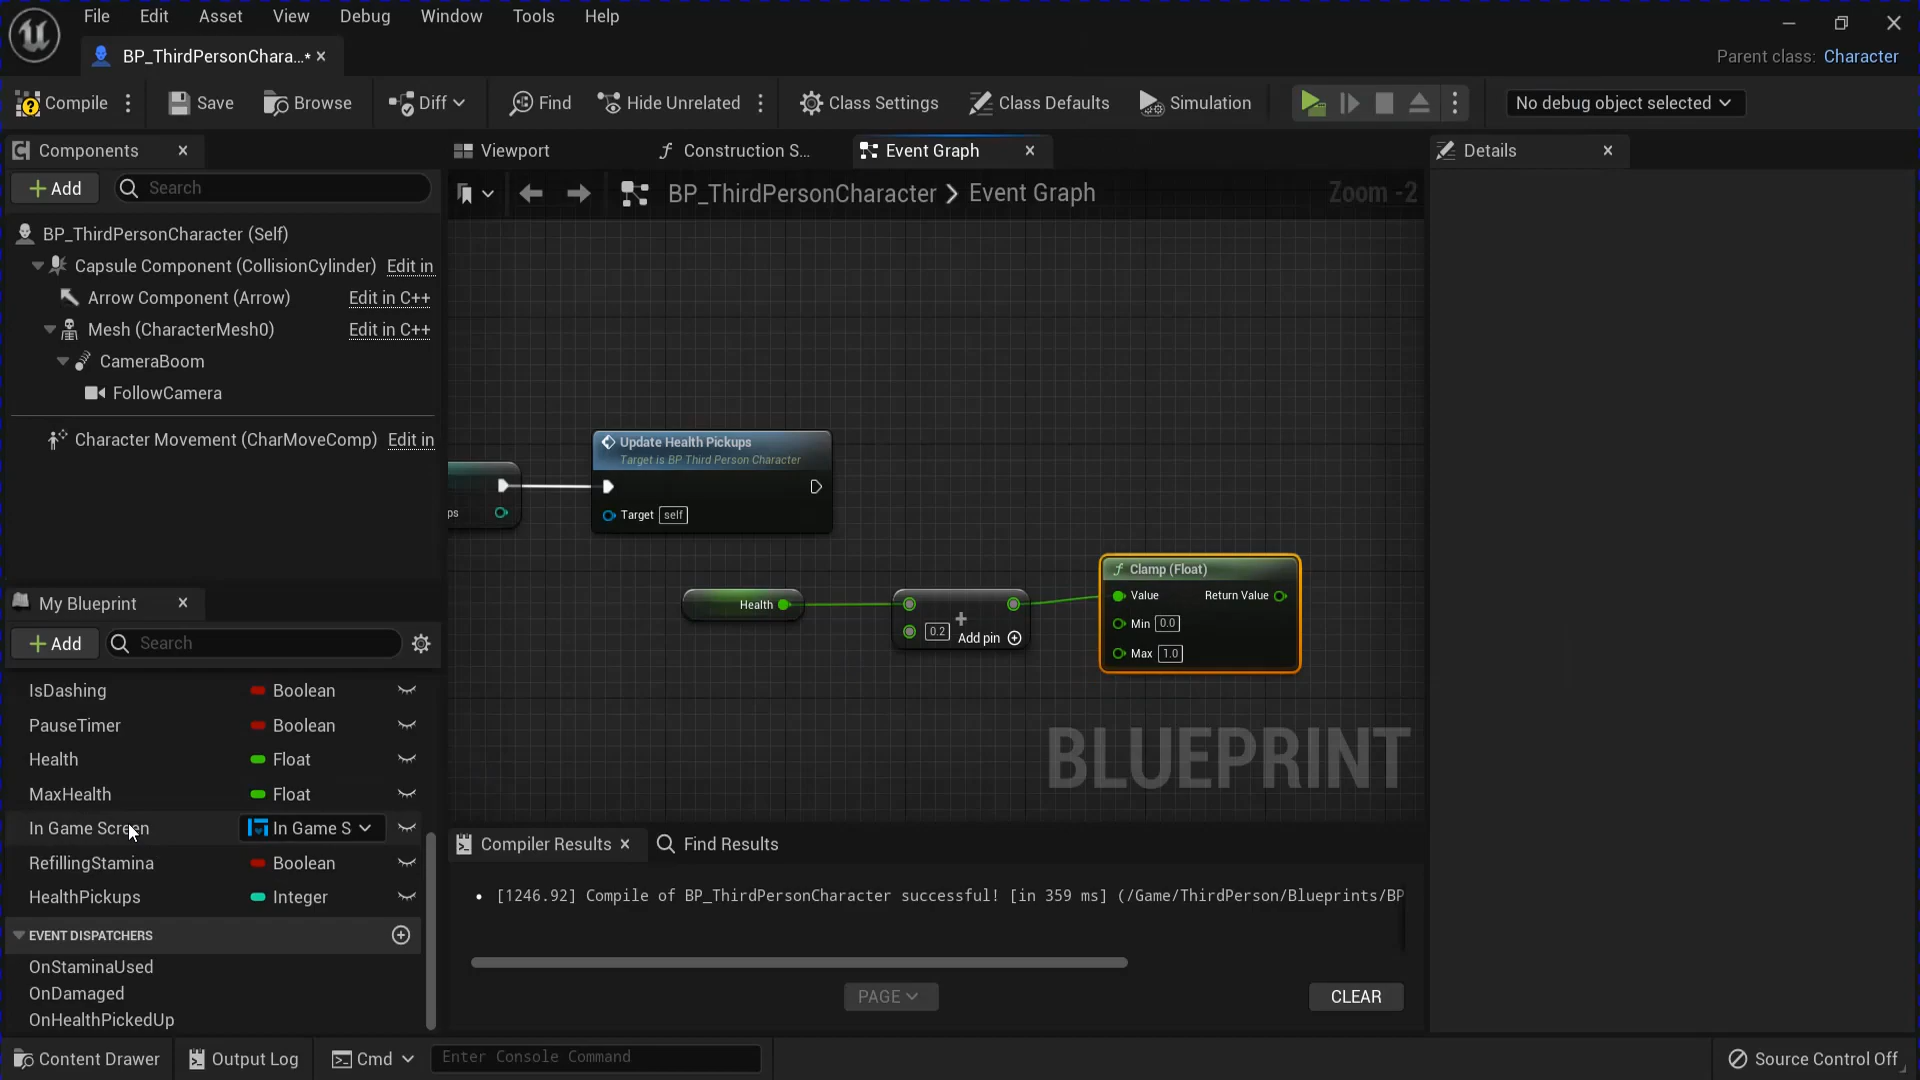 File Edit Asset View Debug Window Tools Help
BP_ThirdPersonChara...*
Parent class: Character
Compile Save Browse Diff Find Hide Unrelated Class Settings Class Defaults Simulation No debug object selected
Components
Viewport Construction S... Event Graph
Details
Add Search
BP_ThirdPersonCharacter > Event Graph
Zoom -2
BP_ThirdPersonCharacter (Self)
Capsule Component (CollisionCylinder) Edit in
Arrow Component (Arrow) Edit in C++
Mesh (CharacterMesh0) Edit in C++
CameraBoom
FollowCamera
Character Movement (CharMoveComp) Edit in
Update Health Pickups
Target is BP Third Person Character
ps
Target self
Health
0.2 Add pin
Clamp (Float)
Value Return Value
Min 0.0
Max 1.0
BLUEPRINT
My Blueprint
Add Search
IsDashing Boolean
PauseTimer Boolean
Health Float
MaxHealth Float
In Game Screen In Game S
RefillingStamina Boolean
HealthPickups Integer
EVENT DISPATCHERS
OnStaminaUsed
OnDamaged
OnHealthPickedUp
Compiler Results Find Results
[1246.92] Compile of BP_ThirdPersonCharacter successful! [in 359 ms] (/Game/ThirdPerson/Blueprints/BP
PAGE CLEAR
Content Drawer Output Log Cmd Enter Console Command Source Control Off